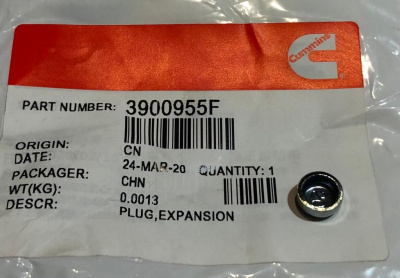 Cummins
PART NUMBER: 3900955F
ORIGIN: CN
DATE: 24-MAR-20 QUANTITY: 1
PACKAGER: CHN
WT(KG): 0.0013
DESCR: PLUG,EXPANSION